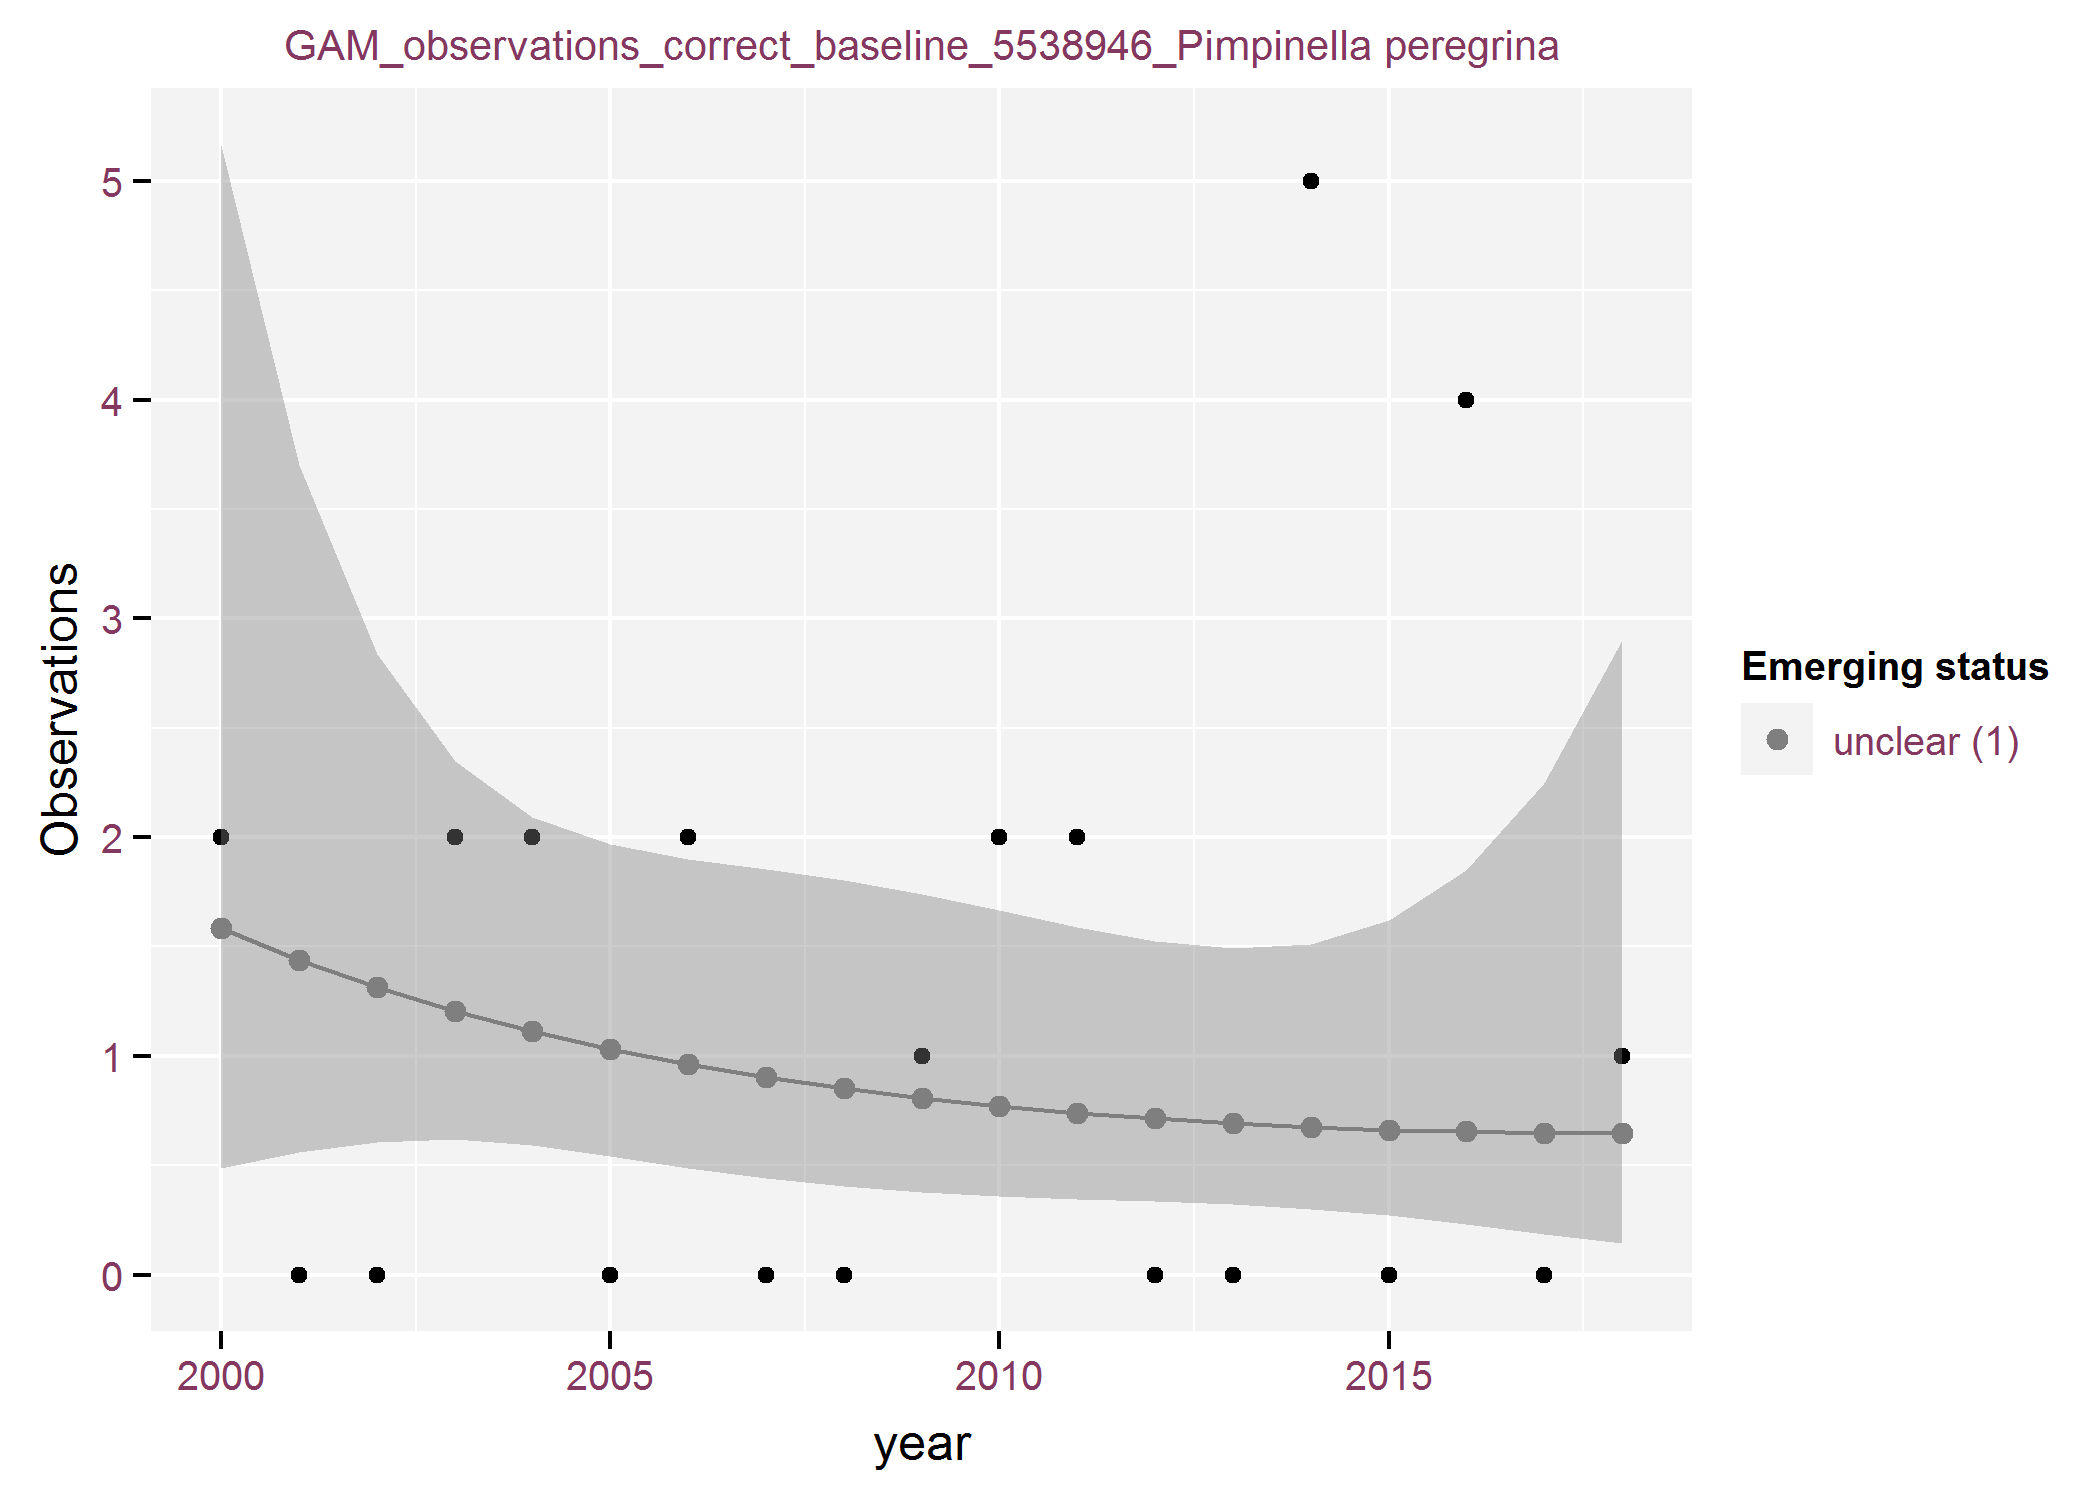 GAM_observations_correct_baseline_5538946_Pimpinella peregrina
Observations
5
4
3
2
1
0
2000 2005 2010 2015
year
Emerging status
unclear (1)